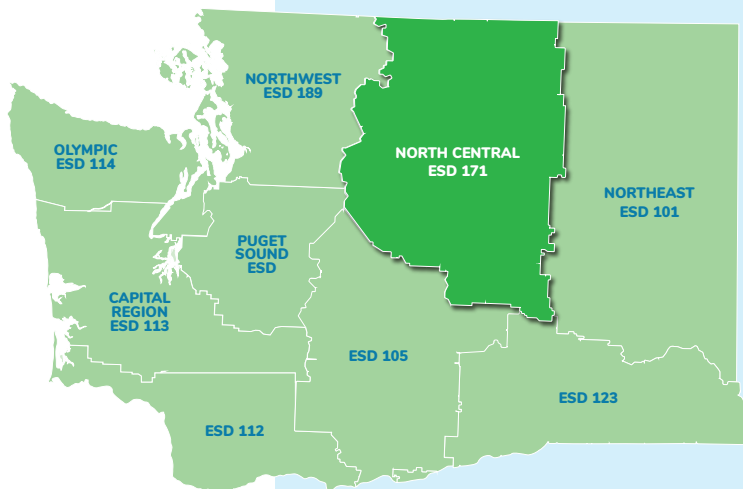 NORTHWEST
ESD 189
OLYMPIC
ESD 114
NORTH CENTRAL
ESD 171
NORTHEAST
ESD 101
PUGET
SOUND
ESD
CAPITAL
REGION
ESD 113
ESD 105
ESD 123
ESD 112